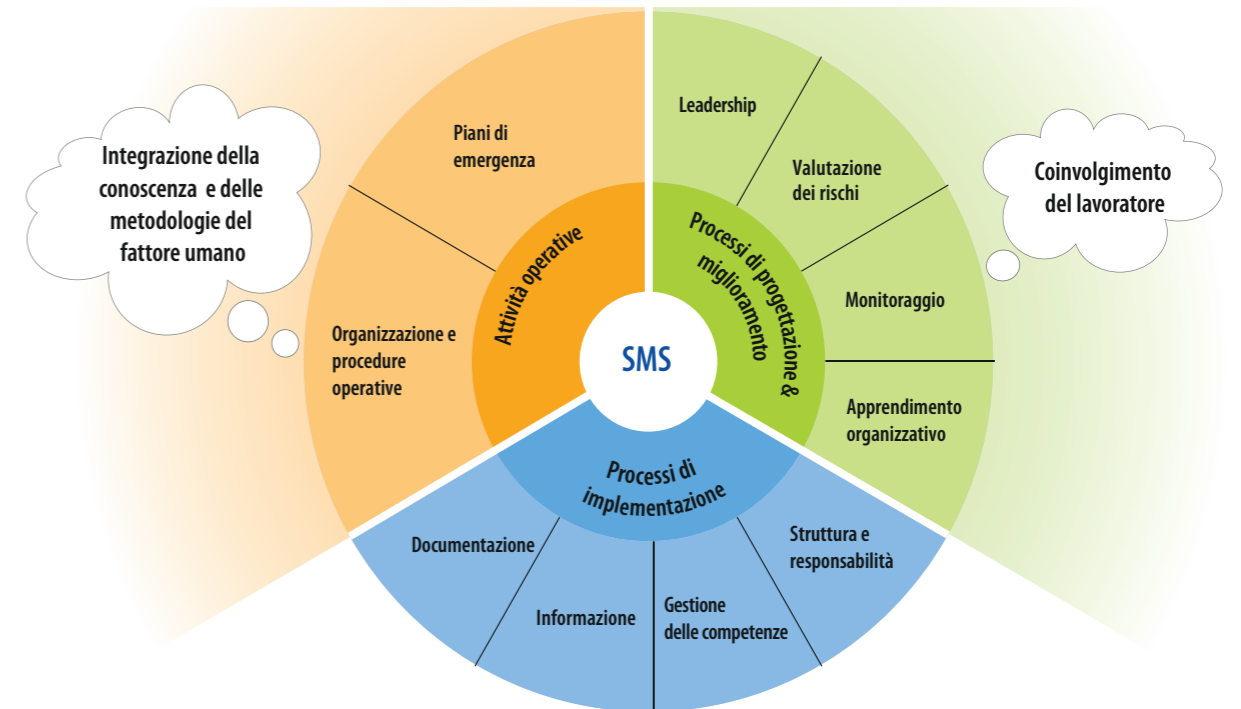 Integrazione della
conoscenza e delle
metodologie del
fattore umano
Piani di
emergenza
Organizzazione e
procedure
operative
Attività operative
SMS
Leadership
Valutazione
dei rischi
Monitoraggio
Apprendimento
organizzativo
Processi di progettazione &
miglioramento
Coinvolgimento
del lavoratore
Processi di
implementazione
Documentazione
Informazione
Gestione
delle competenze
Struttura e
responsabilità